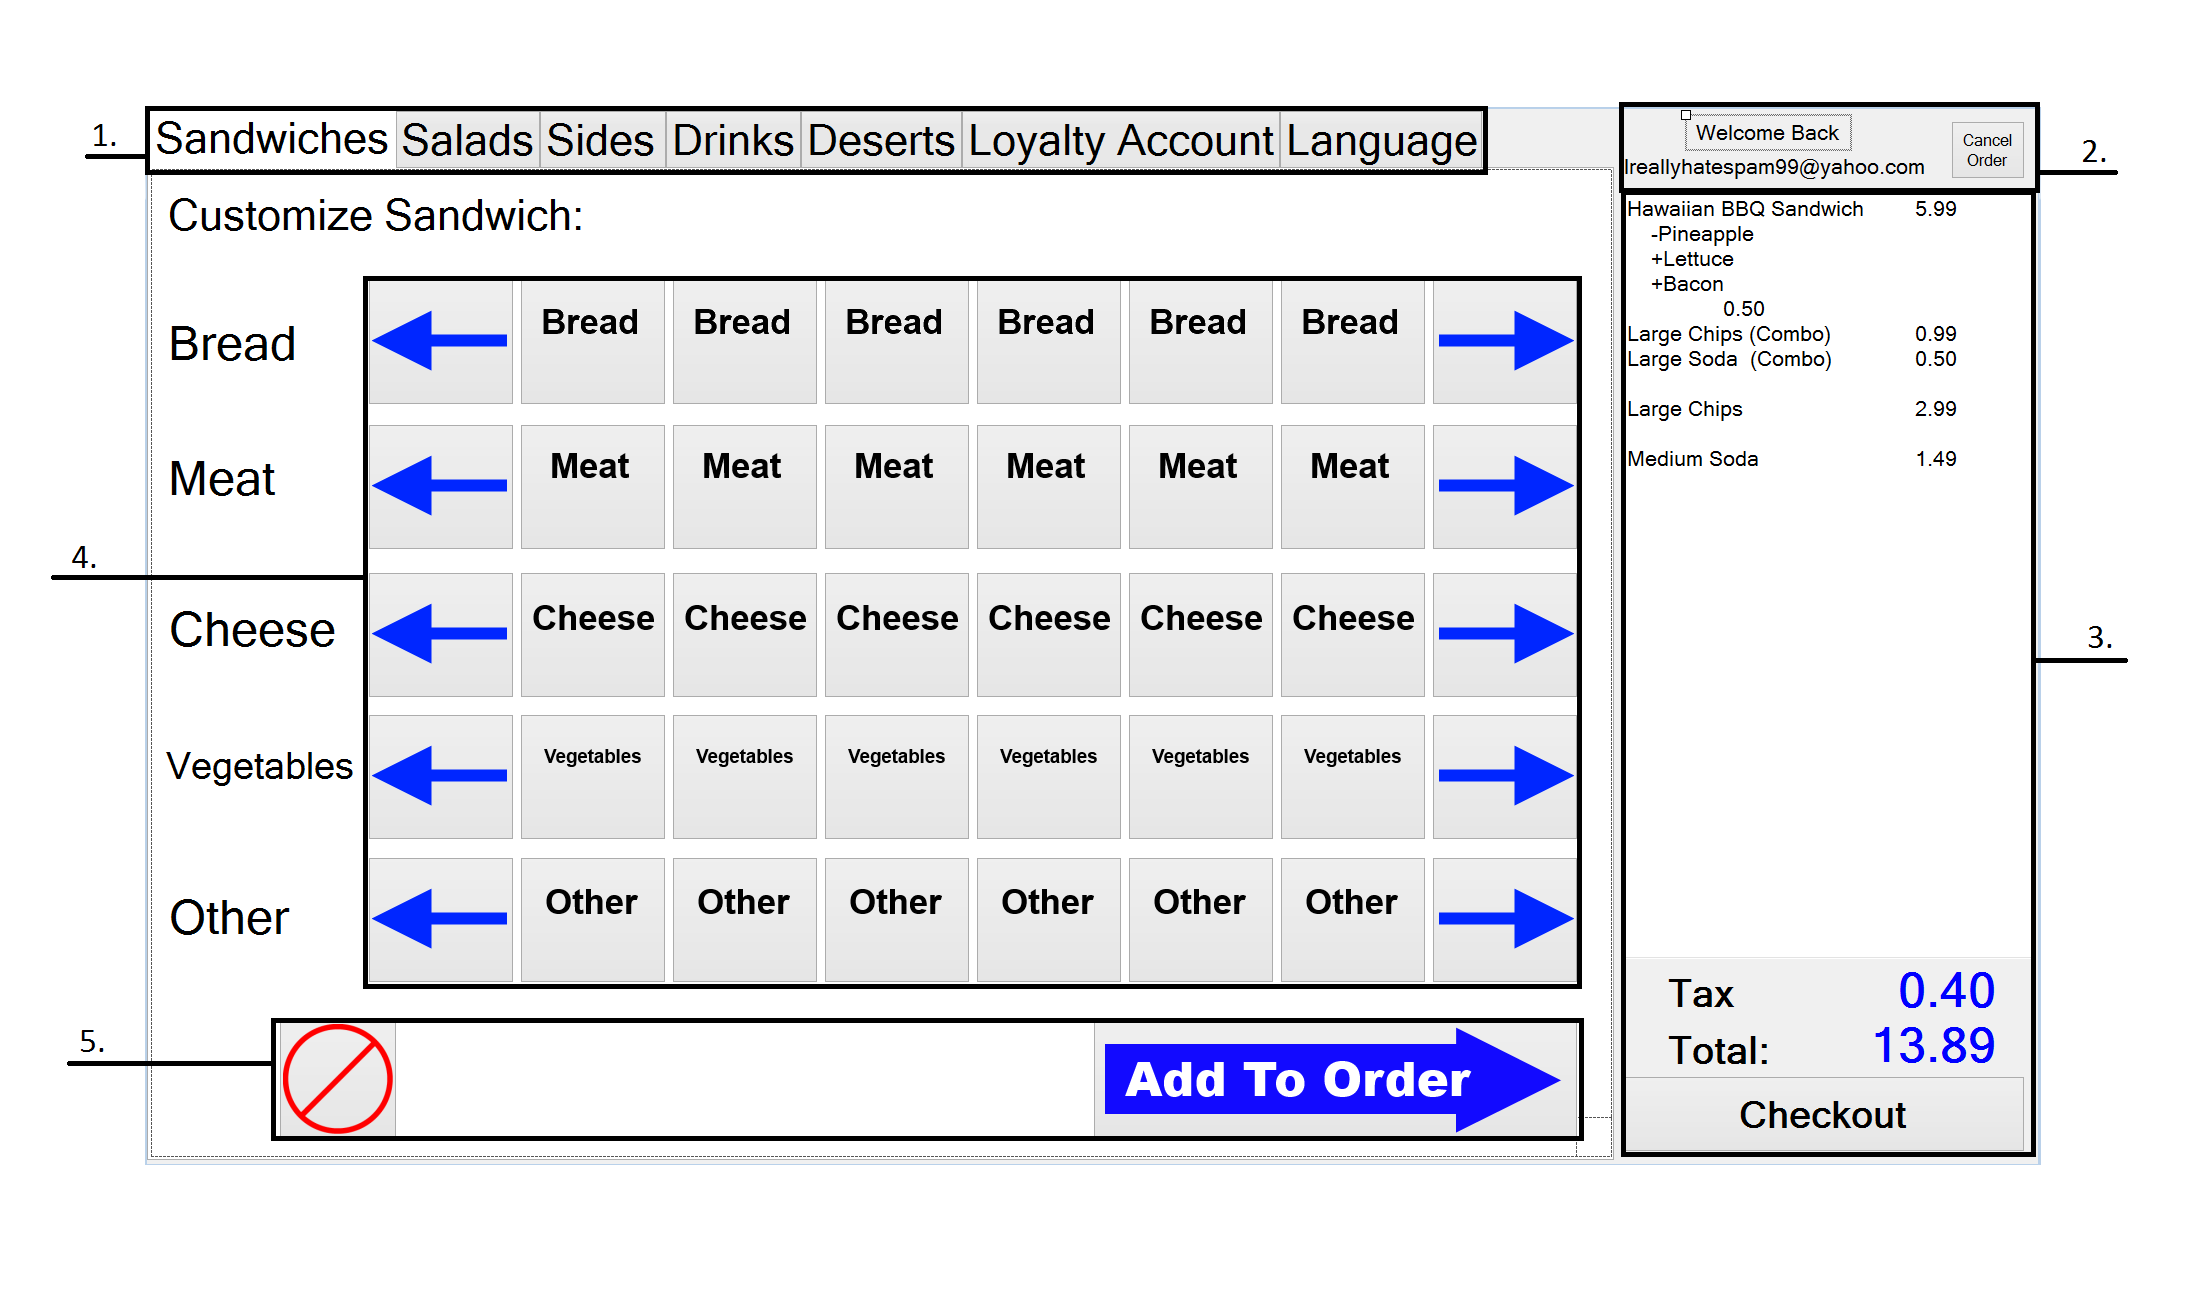 1.
Sandwiches Salads Sides Drinks Deserts Loyalty Account Language
Welcome Back
Ireallyhatespam99@yahoo.com
Cancel
Order
2.
Customize Sandwich:
Bread Bread Bread Bread Bread Bread Bread
Meat Meat Meat Meat Meat Meat Meat
4.
Cheese Cheese Cheese Cheese Cheese Cheese Cheese
Vegetables Vegetables Vegetables Vegetables Vegetables Vegetables Vegetables
Other Other Other Other Other Other Other
5.
Add To Order
Hawaiian BBQ Sandwich 5.99
-Pineapple
+Lettuce
+Bacon
0.50
Large Chips (Combo) 0.99
Large Soda (Combo) 0.50
Large Chips 2.99
Medium Soda 1.49
3.
Tax 0.40
Total: 13.89
Checkout